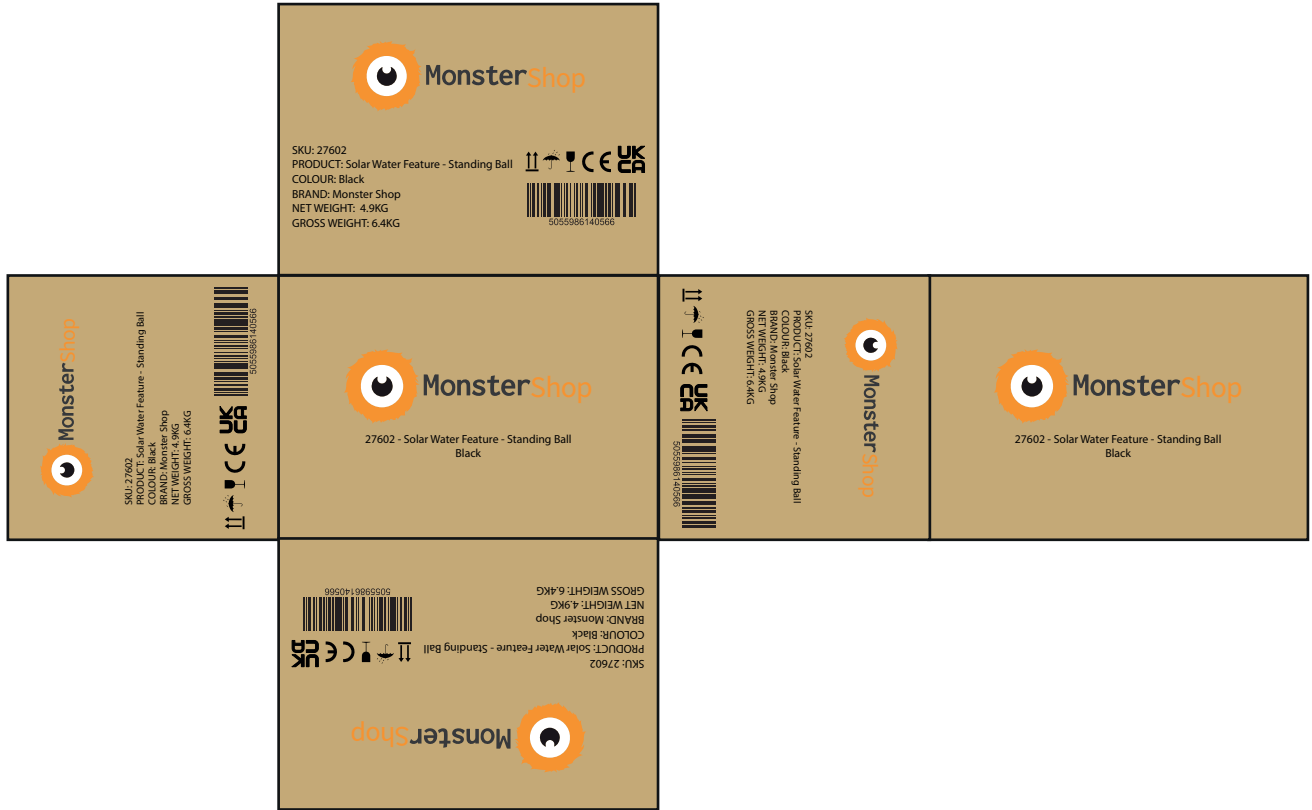 MonsterShop
SKU: 27602
PRODUCT: Solar Water Feature - Standing Ball
COLOUR: Black
BRAND: Monster Shop
NET WEIGHT:  4.9KG
GROSS WEIGHT: 6.4KG
CE UK CA
5055986140566
MonsterShop
SKU: 27602
PRODUCT: Solar Water Feature - Standing Ball
COLOUR: Black
BRAND: Monster Shop
NET WEIGHT: 4.9KG
GROSS WEIGHT: 6.4KG
CE UK CA
5055986140566
MonsterShop
27602 - Solar Water Feature - Standing Ball
Black
MonsterShop
SKU: 27602
PRODUCT: Solar Water Feature - Standing Ball
COLOUR: Black
BRAND: Monster Shop
NET WEIGHT: 4.9KG
GROSS WEIGHT: 6.4KG
CE UK CA
5055986140566
MonsterShop
27602 - Solar Water Feature - Standing Ball
Black
MonsterShop
SKU: 27602
PRODUCT: Solar Water Feature - Standing Ball
COLOUR: Black
BRAND: Monster Shop
NET WEIGHT: 4.9KG
GROSS WEIGHT: 6.4KG
CE UK CA
5055986140566